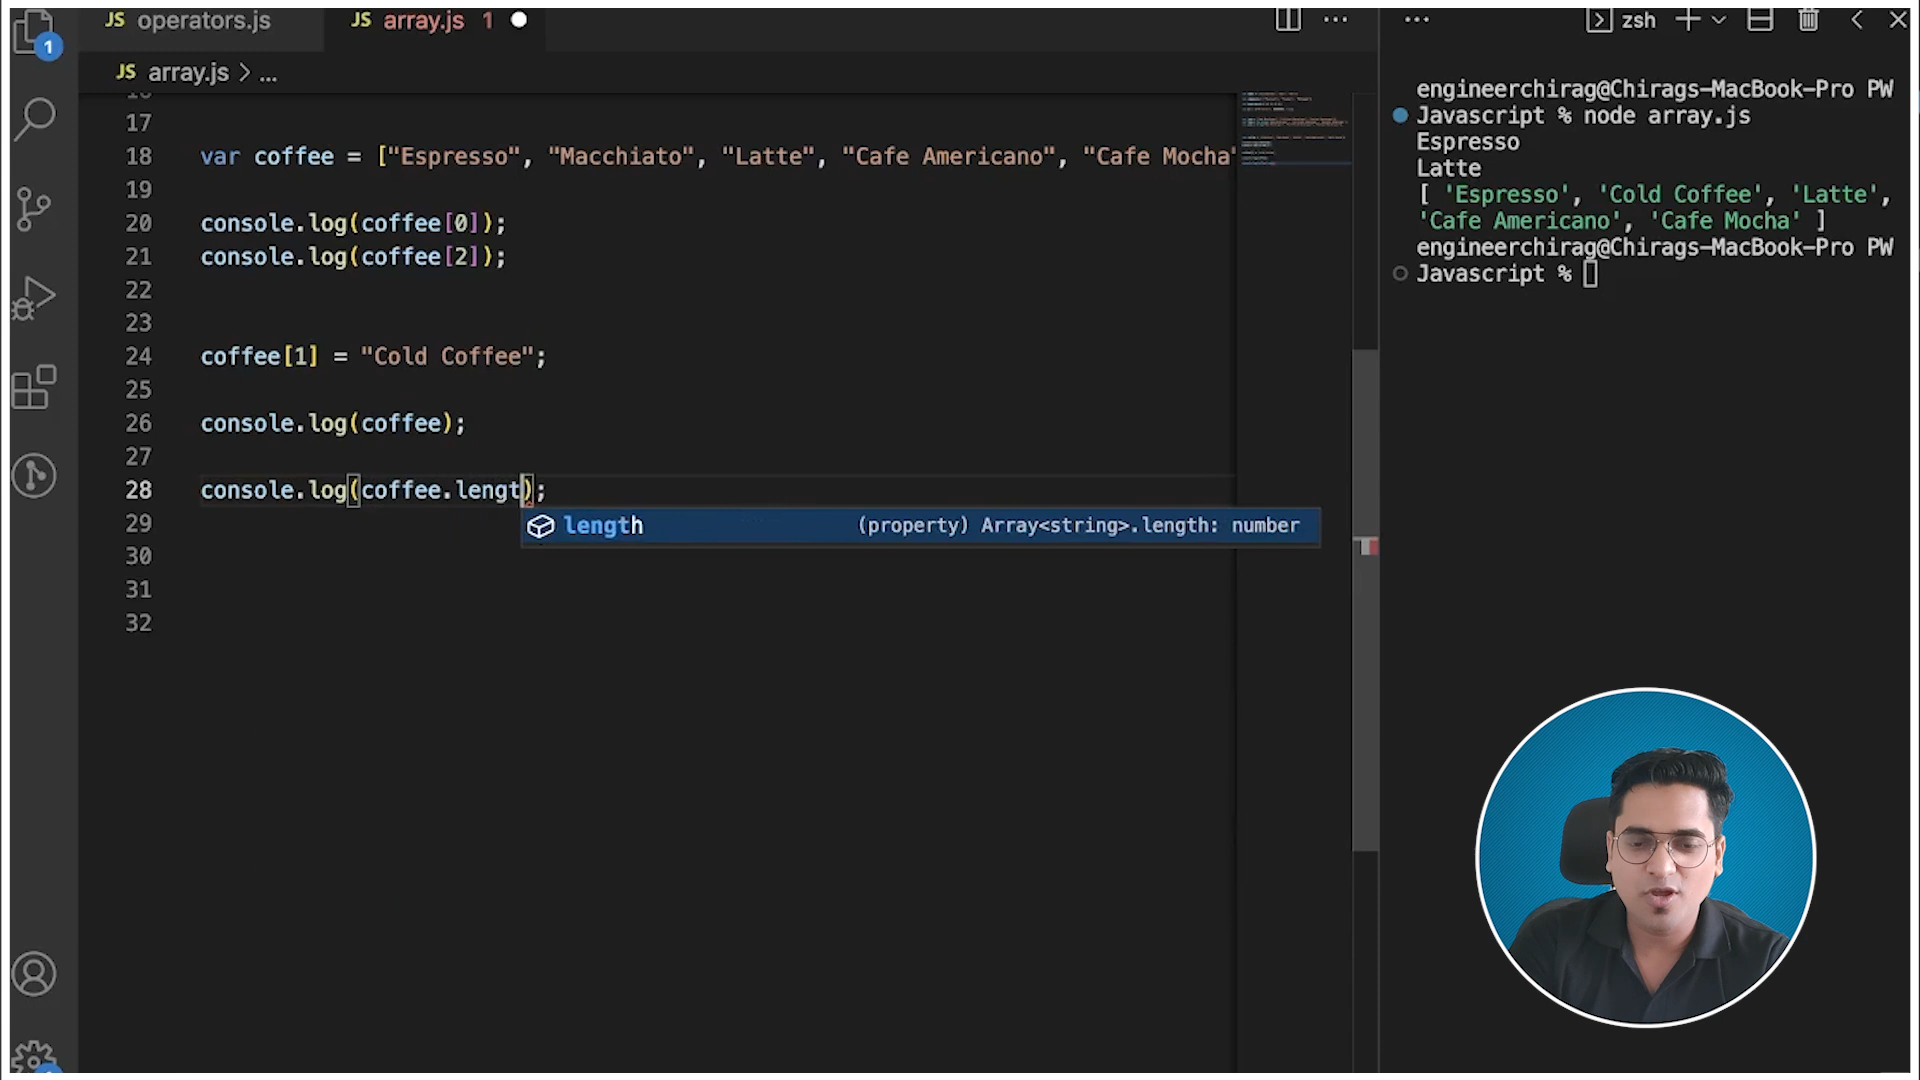 JS operators.js
JS array.js 1
zsh
1
JS array.js > ...
17
18 var coffee = ["Espresso", "Macchiato", "Latte", "Cafe Americano", "Cafe Mocha"
19
20 console.log(coffee[0]);
21 console.log(coffee[2]);
22
23
24 coffee[1] = "Cold Coffee";
25
26 console.log(coffee);
27
28 console.log(coffee.lengt);
length (property) Array<string>.length: number
29
30
31
32
engineerchirag@Chirags-MacBook-Pro PW
Javascript % node array.js
Espresso
Latte
[ 'Espresso', 'Cold Coffee', 'Latte',
'Cafe Americano', 'Cafe Mocha' ]
engineerchirag@Chirags-MacBook-Pro PW
Javascript %